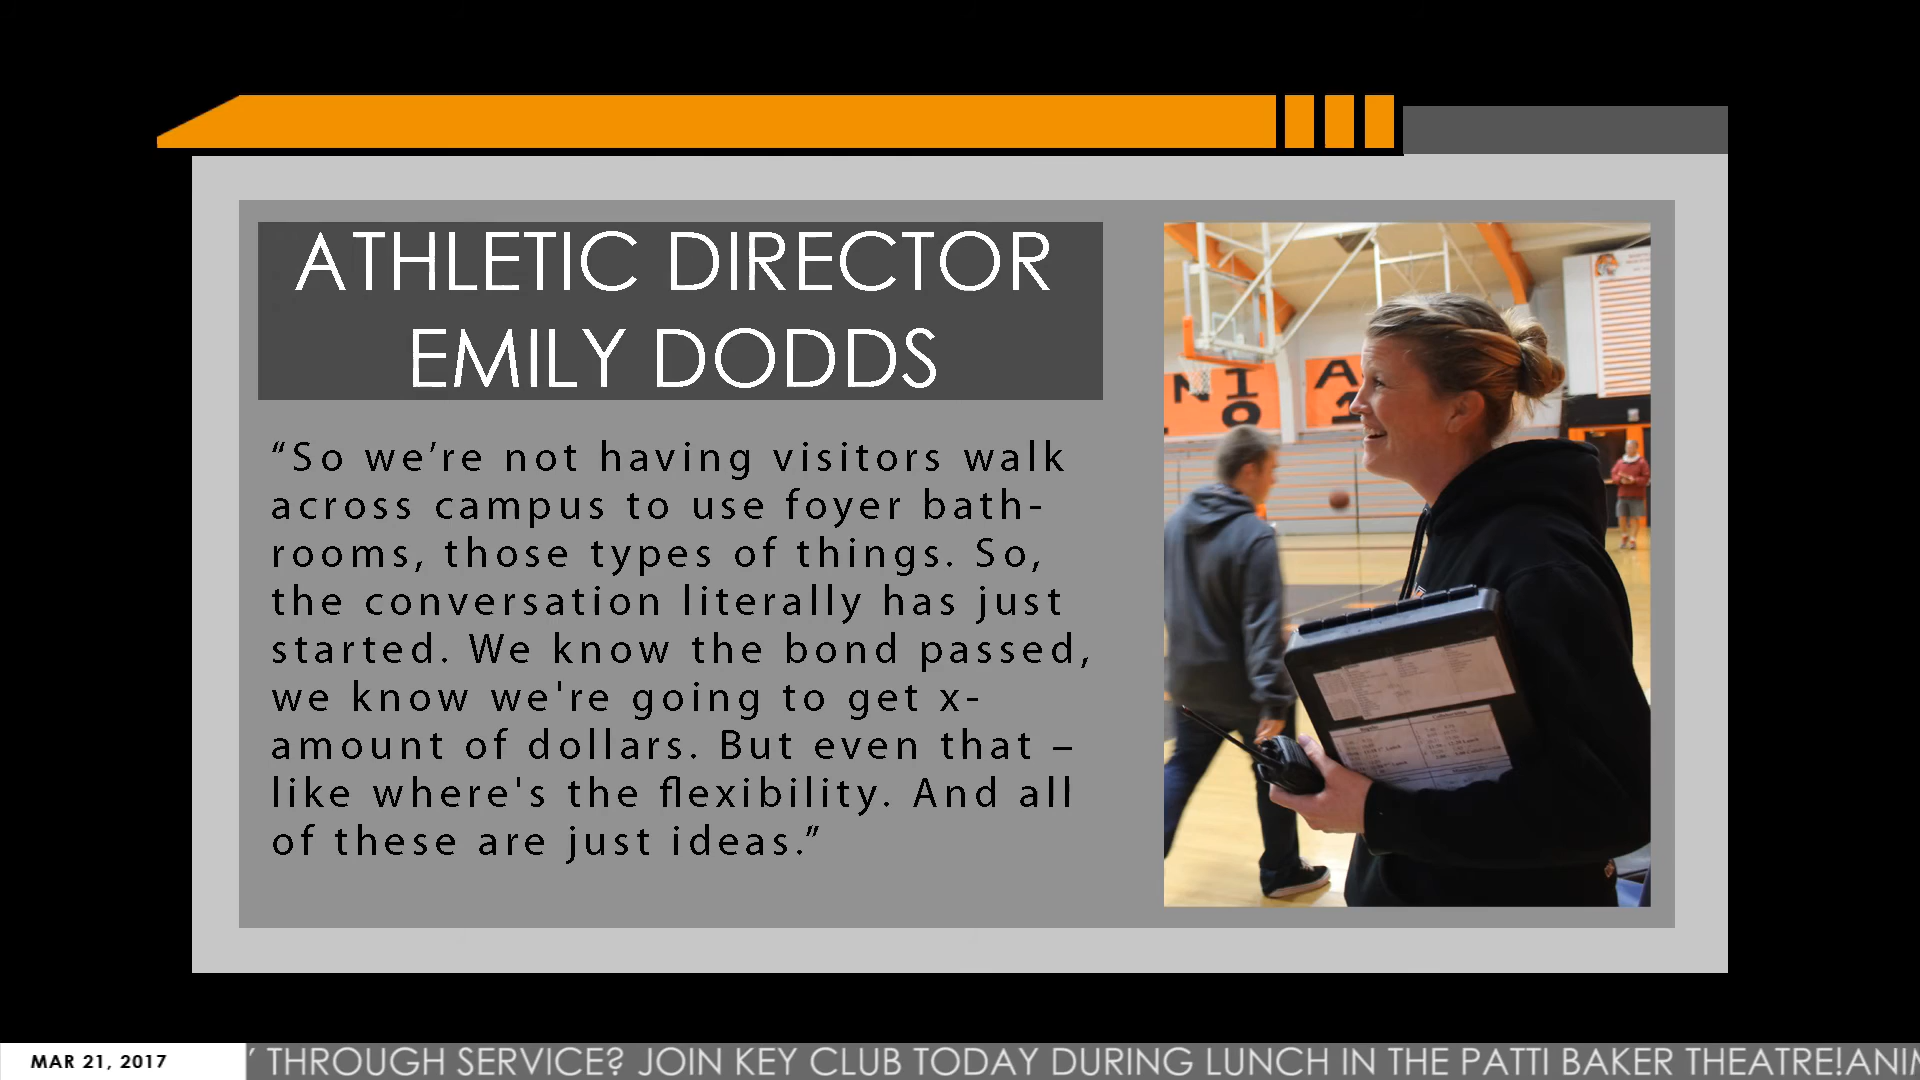 ATHLETIC DIRECTOR
EMILY DODDS
“So we’re not having visitors walk
across campus to use foyer bath-
rooms, those types of things. So,
the conversation literally has just
started. We know the bond passed,
we know we're going to get x-
amount of dollars. But even that –
like where's the flexibility. And all
of these are just ideas.”
MAR 21, 2017
’ THROUGH SERVICE? JOIN KEY CLUB TODAY DURING LUNCH IN THE PATTI BAKER THEATRE!ANIM